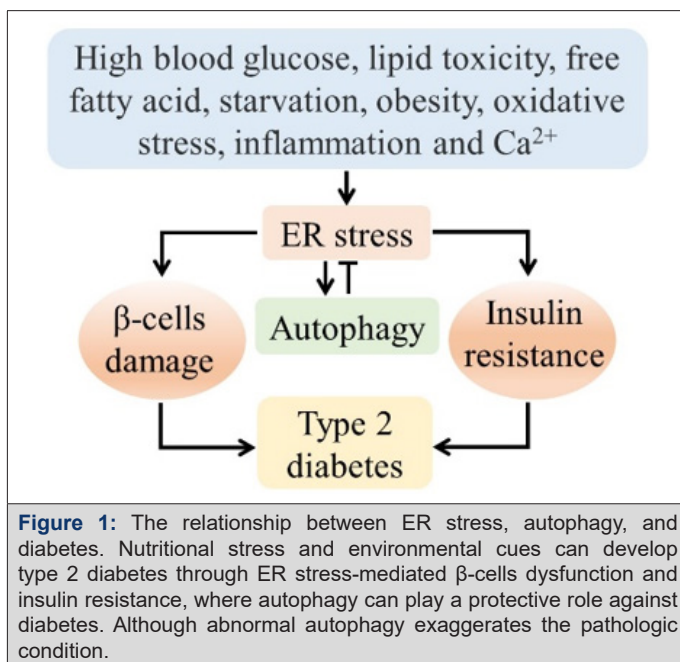 High blood glucose, lipid toxicity, free
fatty acid, starvation, obesity, oxidative
stress, inflammation and Ca²⁺
ER stress
β-cells
damage
Autophagy
Insulin
resistance
Type 2
diabetes
Figure 1: The relationship between ER stress, autophagy, and
diabetes. Nutritional stress and environmental cues can develop
type 2 diabetes through ER stress-mediated β-cells dysfunction and
insulin resistance, where autophagy can play a protective role against
diabetes. Although abnormal autophagy exaggerates the pathologic
condition.